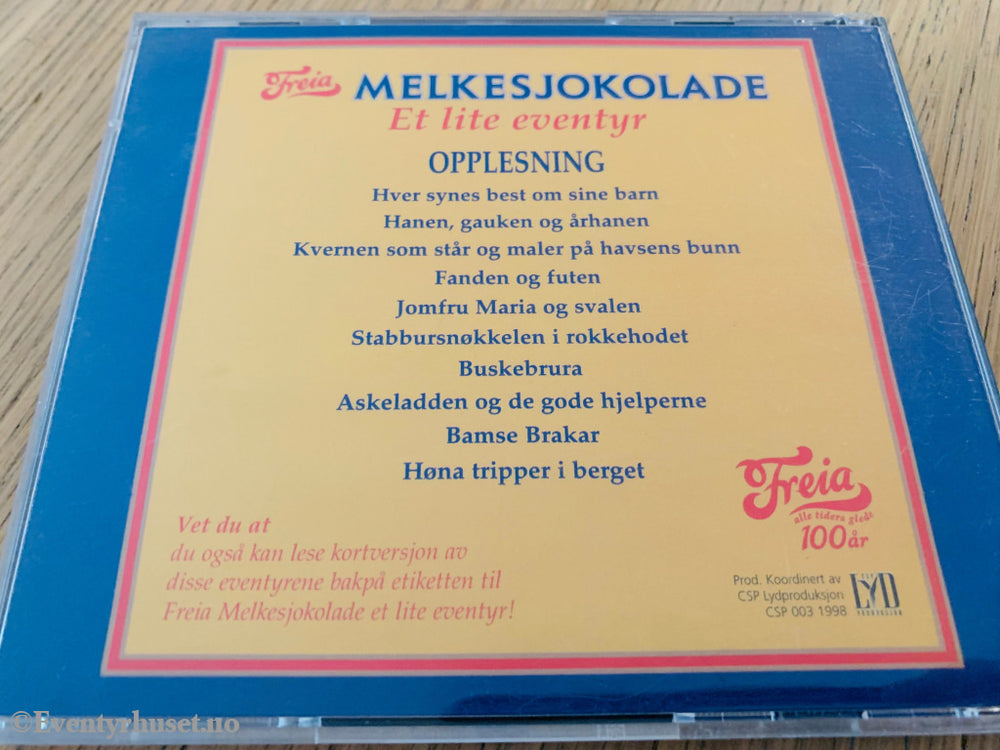 Freia MELKESJOKOLADE
Et lite eventyr
OPPLESNING
Hver synes best om sine barn
Hanen, gauken og århanen
Kvernen som står og maler på havsens bunn
Fanden og futen
Jomfru Maria og svalen
Stabbursnøkkelen i rokkehodet
Buskebrura
Askeladden og de gode hjelperne
Bamse Brakar
Høna tripper i berget
Vet du at
du også kan lese kortversjon av
disse eventyrene bakpå etiketten til
Freia Melkesjokolade et lite eventyr!
Freia
alle tiders glede
100 år
Prod. Koordinert av
CSP Lydproduksjon
CSP 003 1998
CSP
LYD
PRODUKSJON
©Eventyrhuset.no